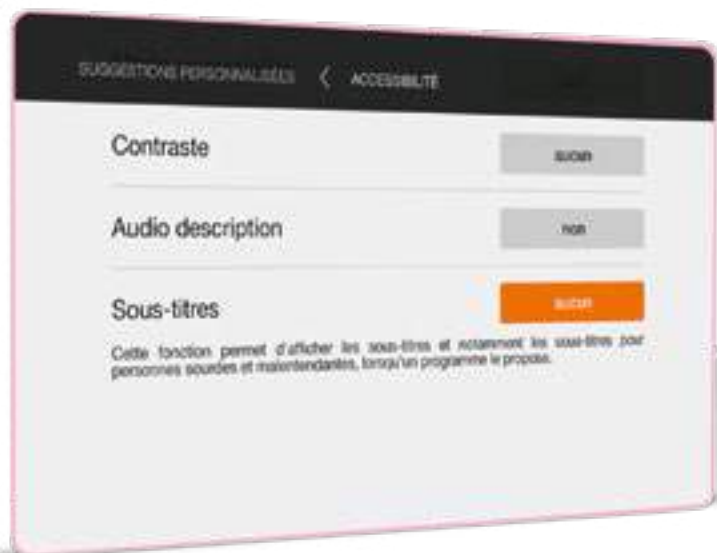 SUGGESTIONS PERSONNALISÉES < ACCESSIBILITÉ
Contraste
aucun
Audio description
non
Sous-titres
aucun
Cette fonction permet d'afficher les sous-titres et notamment les sous-titres pour
personnes sourdes et malentendantes, lorsqu'un programme le propose.